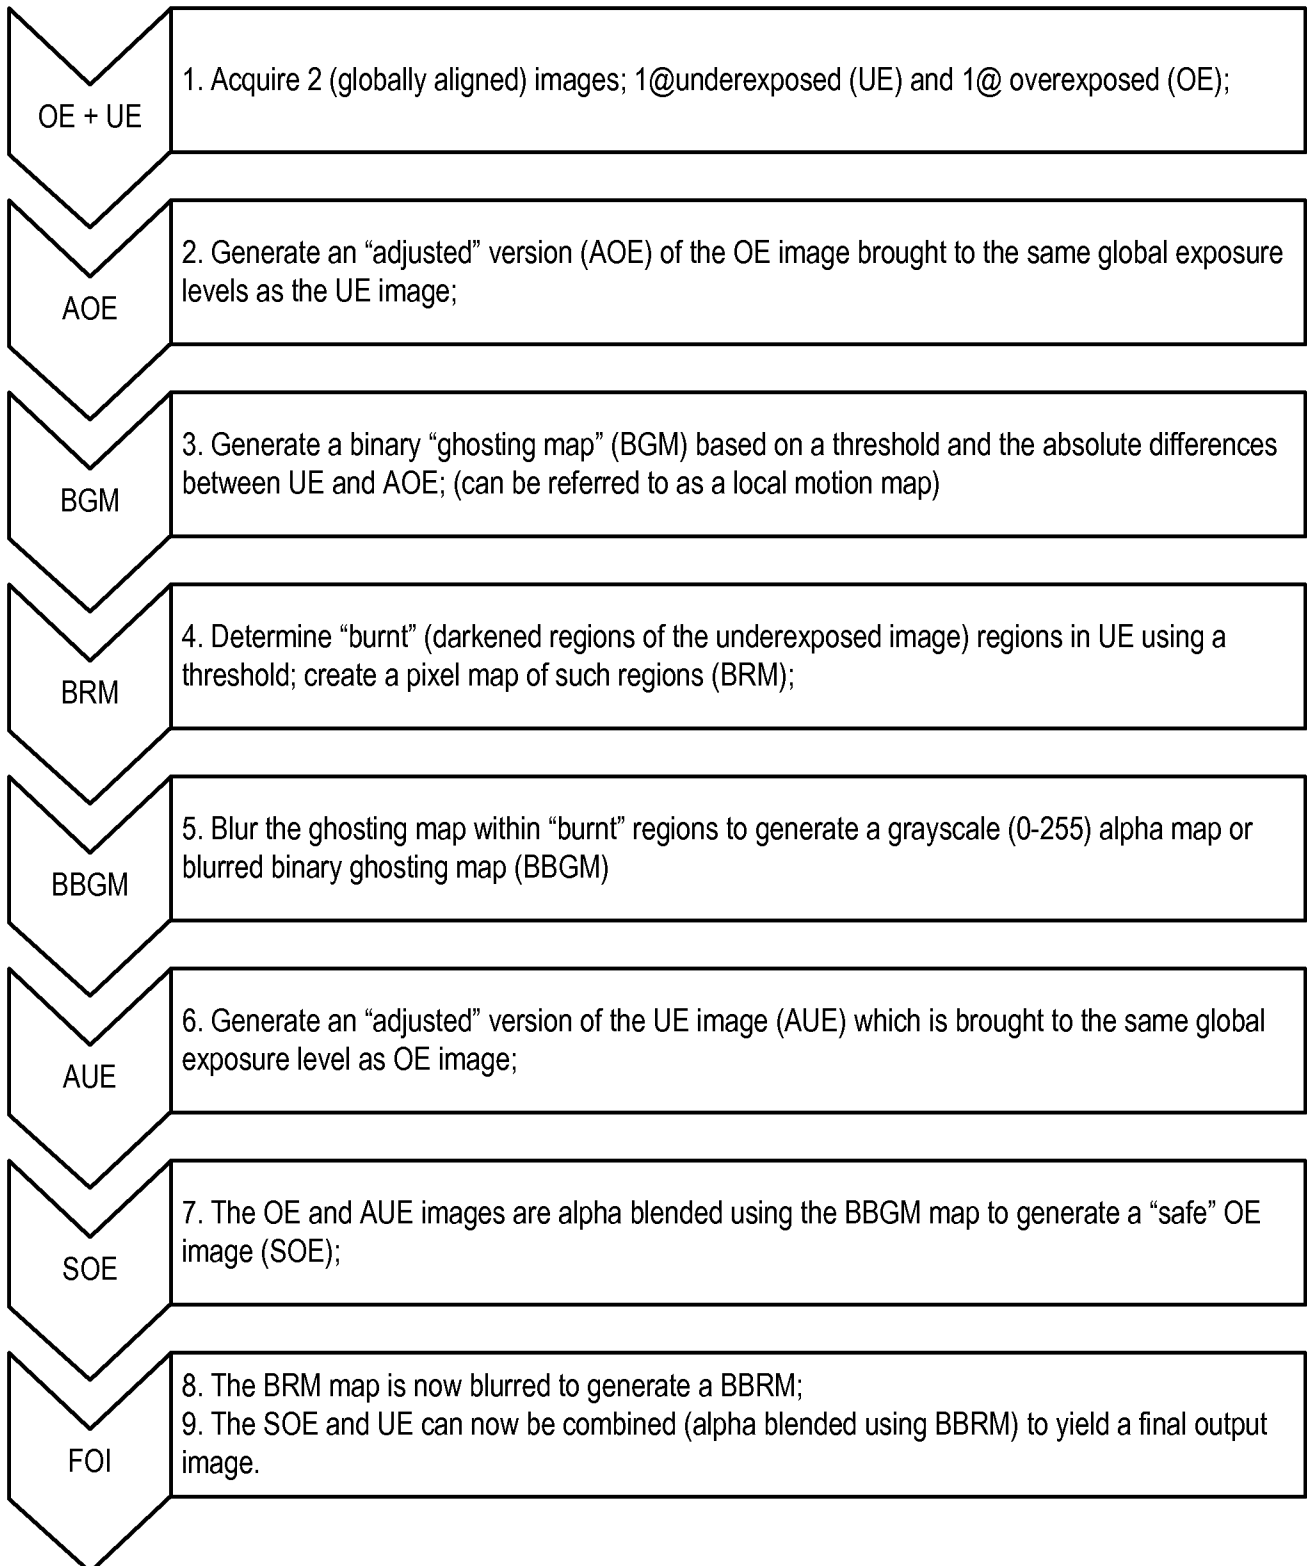 OE + UE
1. Acquire 2 (globally aligned) images; 1@underexposed (UE) and 1@ overexposed (OE);
AOE
2. Generate an “adjusted” version (AOE) of the OE image brought to the same global exposure
levels as the UE image;
BGM
3. Generate a binary “ghosting map” (BGM) based on a threshold and the absolute differences
between UE and AOE; (can be referred to as a local motion map)
BRM
4. Determine “burnt” (darkened regions of the underexposed image) regions in UE using a
threshold; create a pixel map of such regions (BRM);
BBGM
5. Blur the ghosting map within “burnt” regions to generate a grayscale (0-255) alpha map or
blurred binary ghosting map (BBGM)
AUE
6. Generate an “adjusted” version of the UE image (AUE) which is brought to the same global
exposure level as OE image;
SOE
7. The OE and AUE images are alpha blended using the BBGM map to generate a “safe” OE
image (SOE);
FOI
8. The BRM map is now blurred to generate a BBRM;
9. The SOE and UE can now be combined (alpha blended using BBRM) to yield a final output
image.